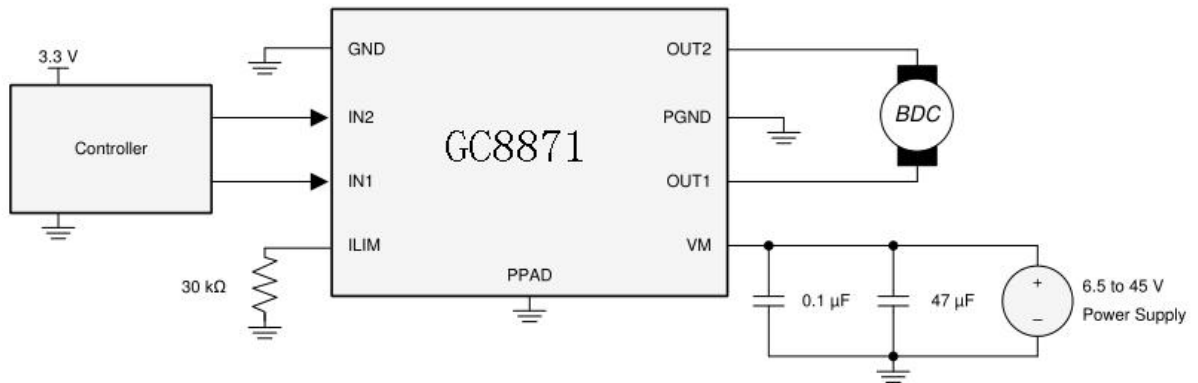 3.3 V
Controller
GND
IN2
IN1
ILIM
GC8871
PPAD
OUT2
PGND
OUT1
VM
BDC
30 kΩ
0.1 µF
47 µF
+
–
6.5 to 45 V
Power Supply